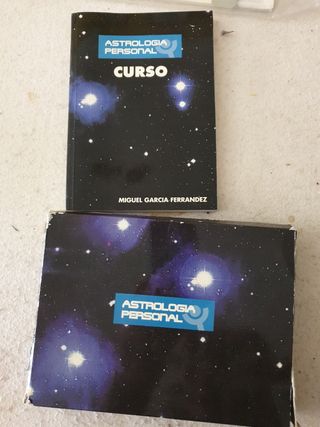 ASTROLOGIA
PERSONAL
CURSO
MIGUEL GARCIA FERRANDEZ
ASTROLOGIA
PERSONAL